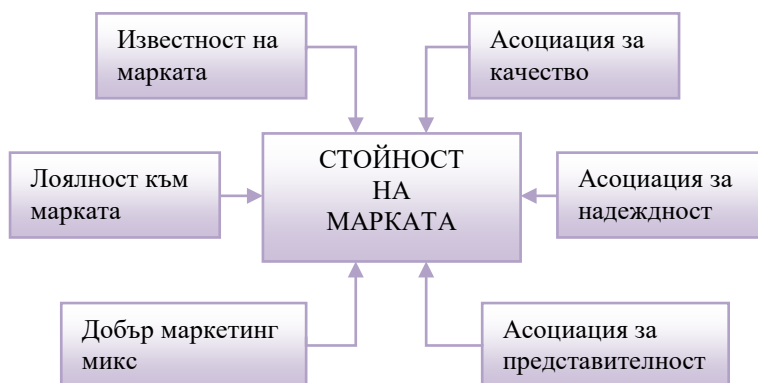 Известност на
марката
Асоциация за
качество
Лоялност към
марката
СТОЙНОСТ
НА
МАРКАТА
Асоциация за
надеждност
Добър маркетинг
микс
Асоциация за
представителност